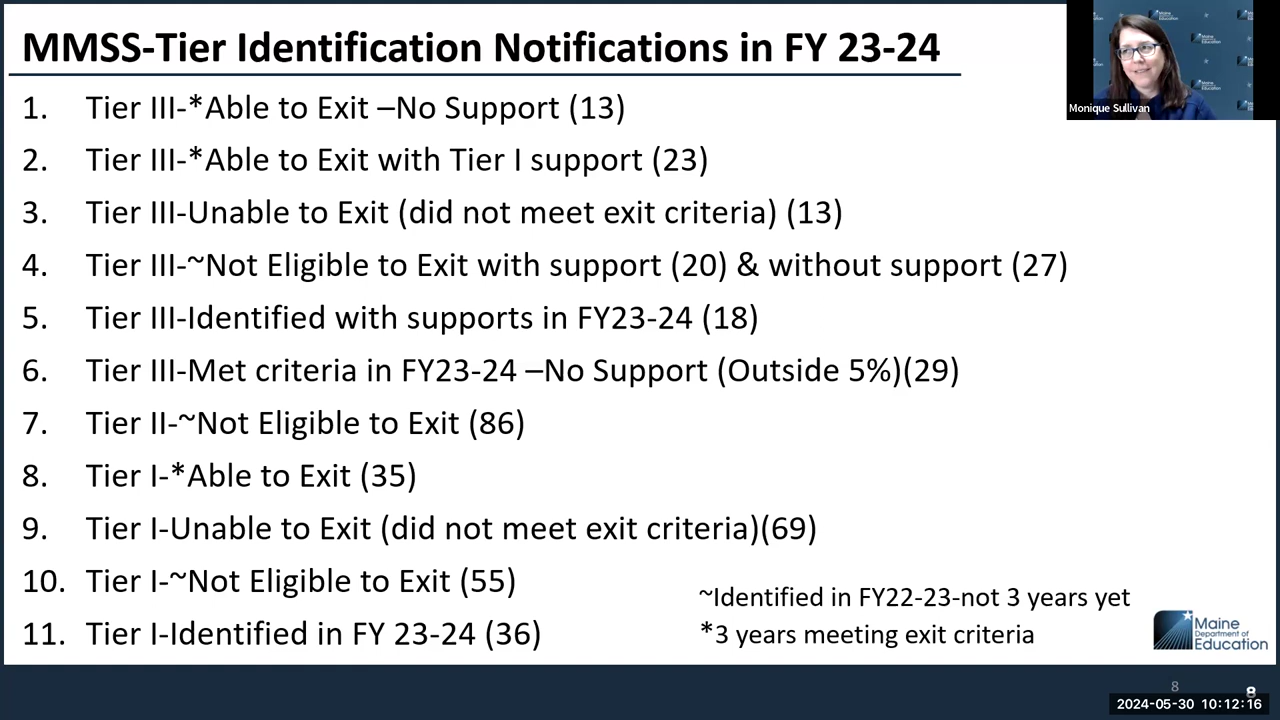 MMSS-Tier Identification Notifications in FY 23-24
1. Tier III-*Able to Exit –No Support (13)
2. Tier III-*Able to Exit with Tier I support (23)
3. Tier III-Unable to Exit (did not meet exit criteria) (13)
4. Tier III-~Not Eligible to Exit with support (20) & without support (27)
5. Tier III-Identified with supports in FY23-24 (18)
6. Tier III-Met criteria in FY23-24 –No Support (Outside 5%)(29)
7. Tier II-~Not Eligible to Exit (86)
8. Tier I-*Able to Exit (35)
9. Tier I-Unable to Exit (did not meet exit criteria)(69)
10. Tier I-~Not Eligible to Exit (55)
11. Tier I-Identified in FY 23-24 (36)
~Identified in FY22-23-not 3 years yet
*3 years meeting exit criteria
Maine
Department of
Education
Monique Sullivan
8
8
2024-05-30 10:12:16